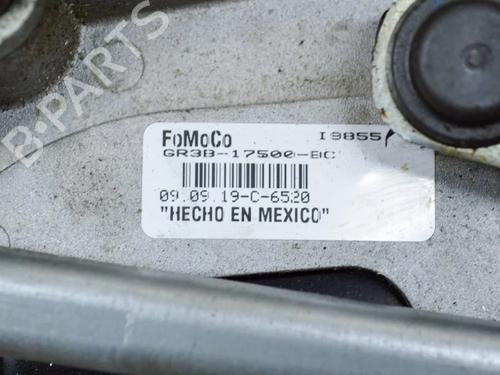 B-PARTS
FoMoCo I9855
GR3B-17500-BC
09.09.19-C-6520
"HECHO EN MEXICO"